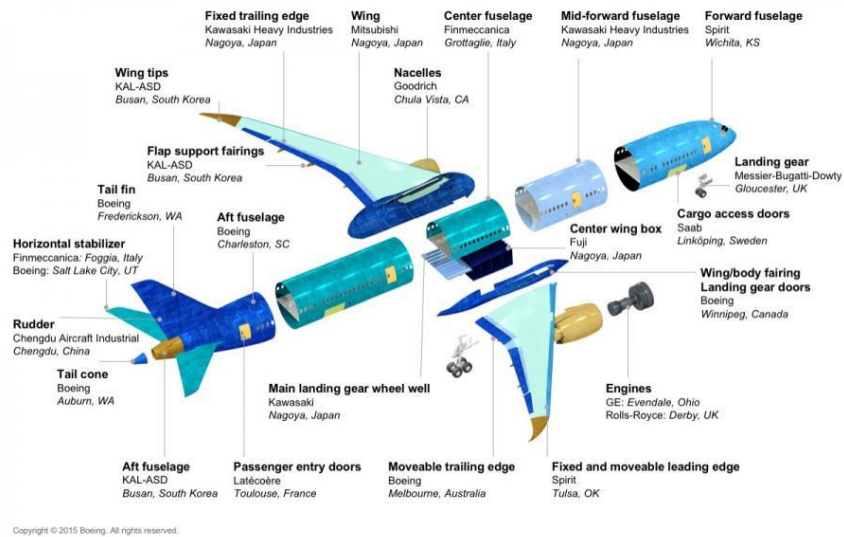 Fixed trailing edge
Kawasaki Heavy Industries
Nagoya, Japan
Wing
Mitsubishi
Nagoya, Japan
Center fuselage
Finmeccanica
Grottaglie, Italy
Mid-forward fuselage
Kawasaki Heavy Industries
Nagoya, Japan
Forward fuselage
Spirit
Wichita, KS
Wing tips
KAL-ASD
Busan, South Korea
Nacelles
Goodrich
Chula Vista, CA
Flap support fairings
KAL-ASD
Busan, South Korea
Landing gear
Messier-Bugatti-Dowty
Gloucester, UK
Tail fin
Boeing
Frederickson, WA
Aft fuselage
Boeing
Charleston, SC
Cargo access doors
Saab
Linköping, Sweden
Center wing box
Fuji
Nagoya, Japan
Horizontal stabilizer
Finmeccanica: Foggia, Italy
Boeing: Salt Lake City, UT
Wing/body fairing
Landing gear doors
Boeing
Winnipeg, Canada
Rudder
Chengdu Aircraft Industrial
Chengdu, China
Tail cone
Boeing
Auburn, WA
Main landing gear wheel well
Kawasaki
Nagoya, Japan
Engines
GE: Evendale, Ohio
Rolls-Royce: Derby, UK
Aft fuselage
KAL-ASD
Busan, South Korea
Passenger entry doors
Latécoère
Toulouse, France
Moveable trailing edge
Boeing
Melbourne, Australia
Fixed and moveable leading edge
Spirit
Tulsa, OK
Copyright © 2015 Boeing. All rights reserved.